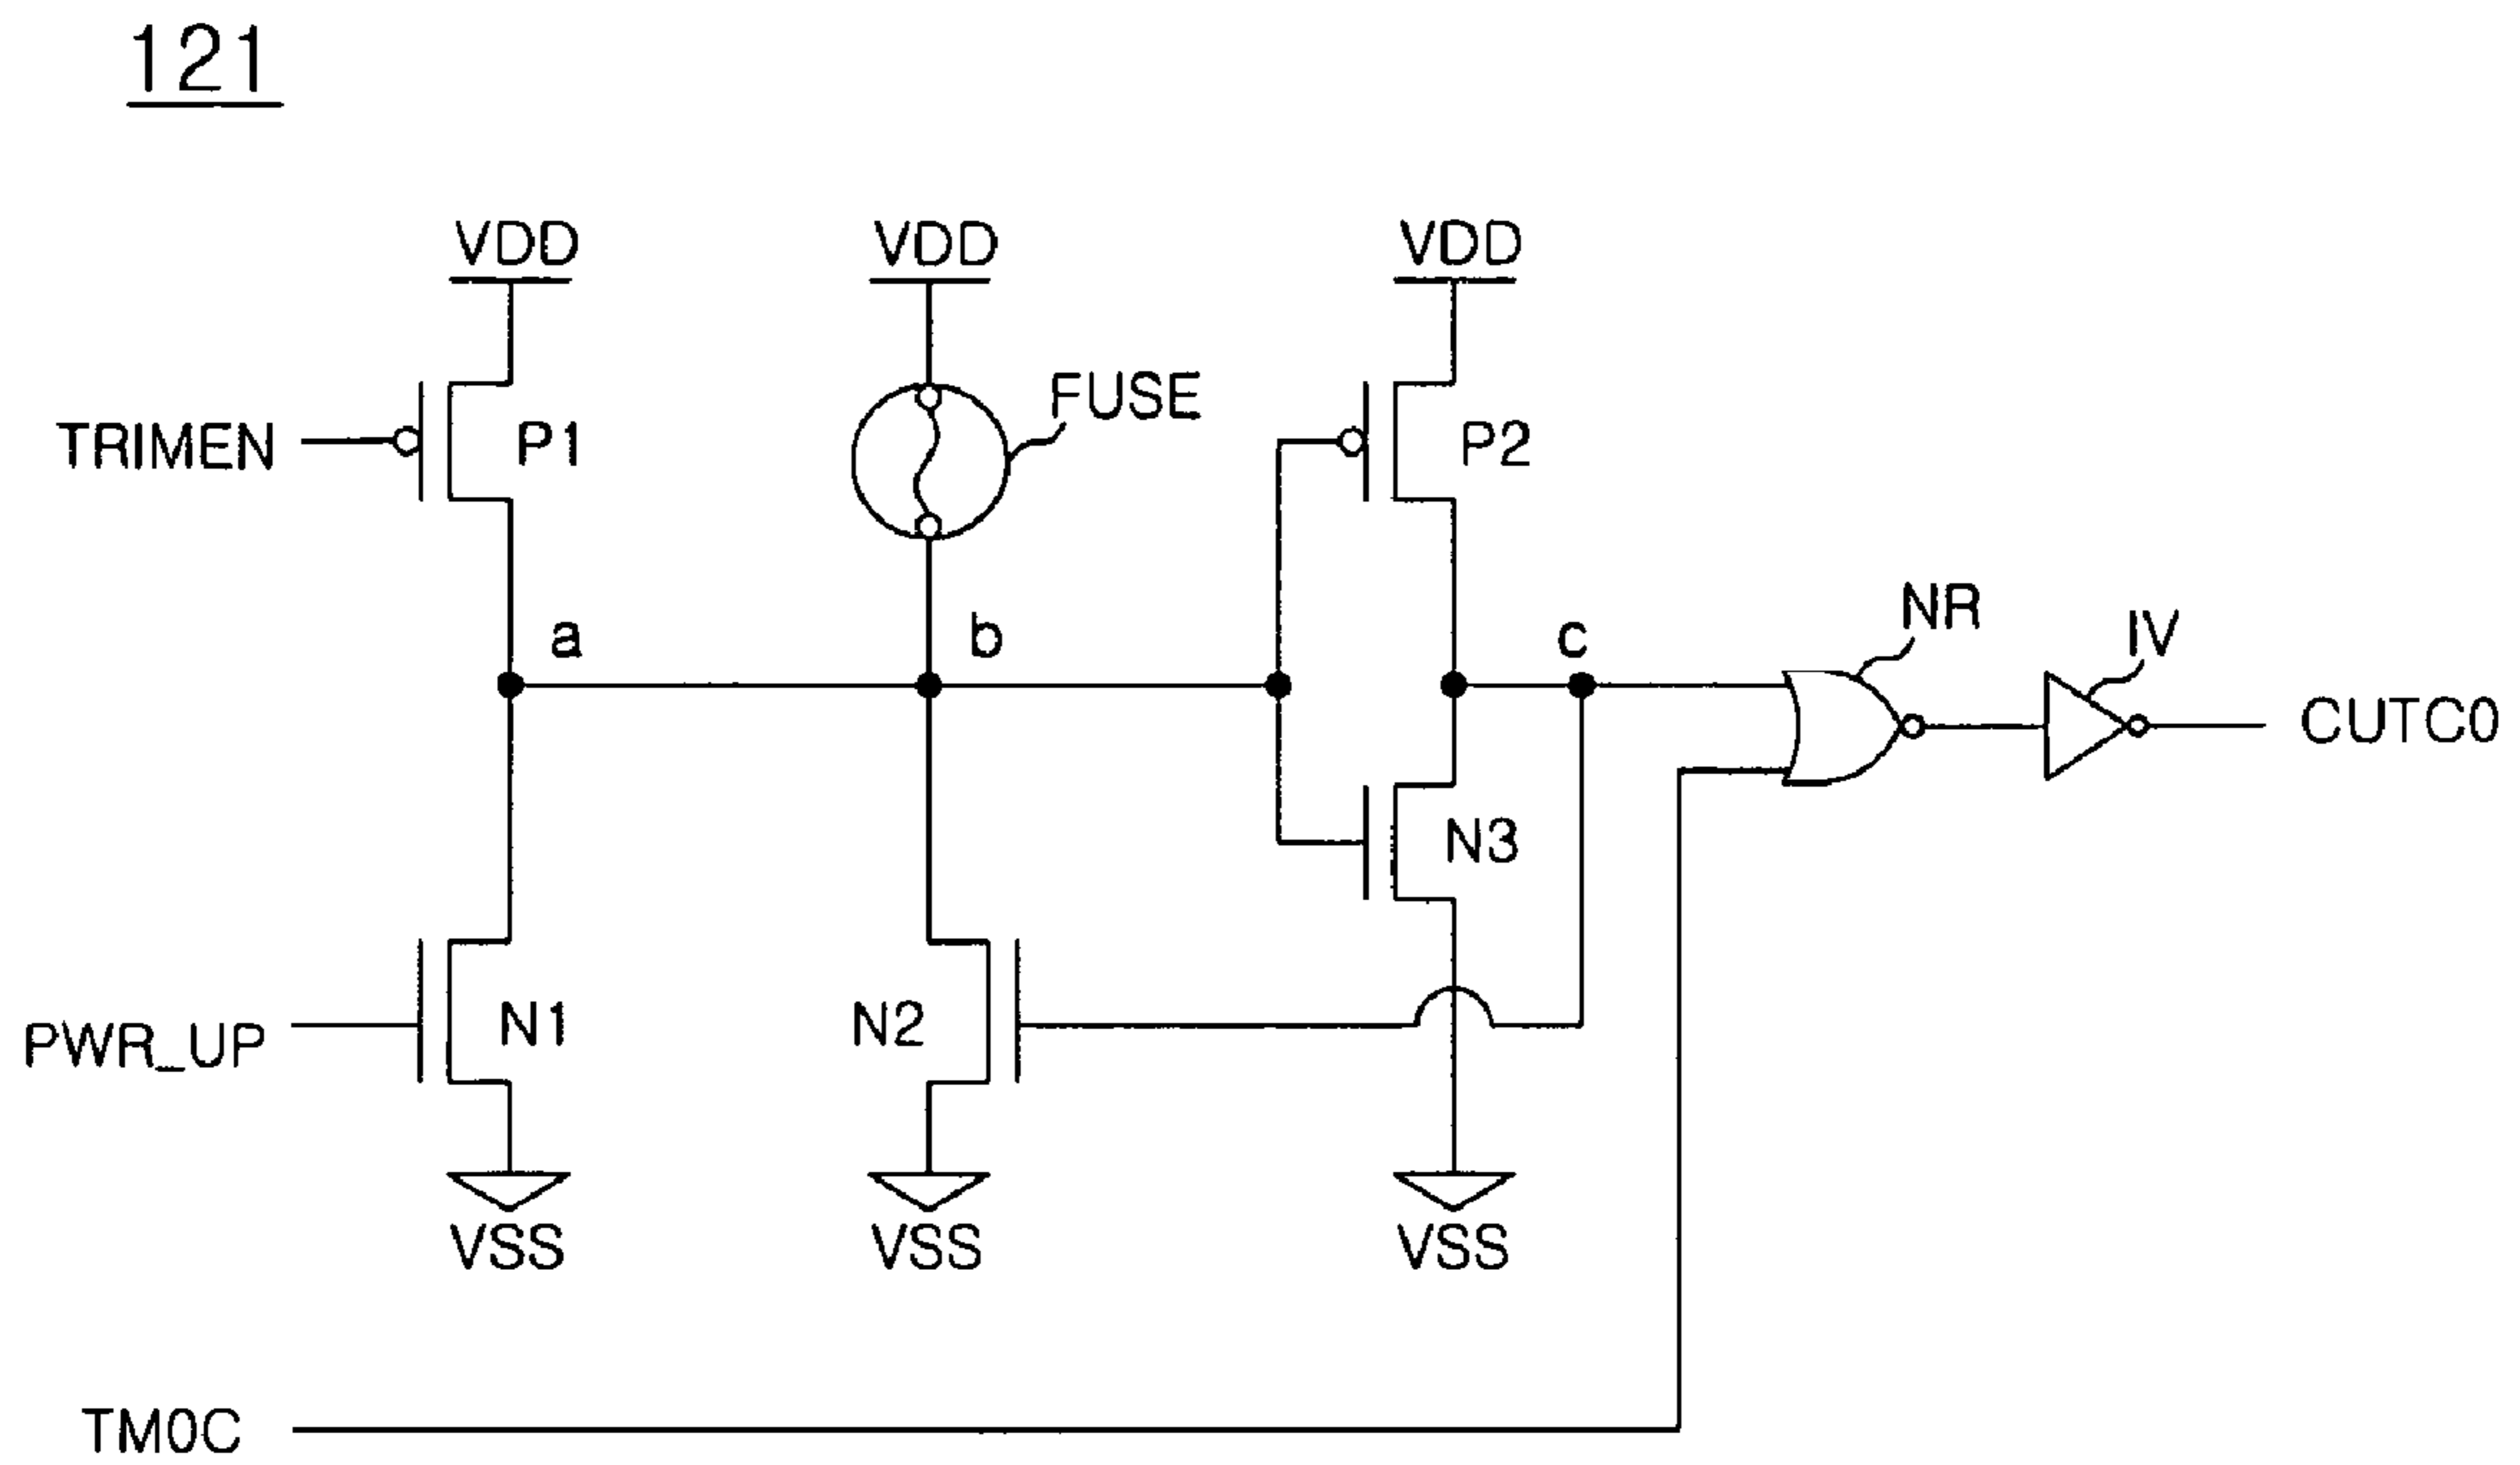 121
VDD
VDD
VDD
FUSE
TRIMEN
P1
P2
NR
IV
a
b
c
CUTC0
N3
PWR_UP
N1
N2
VSS
VSS
VSS
TM0C